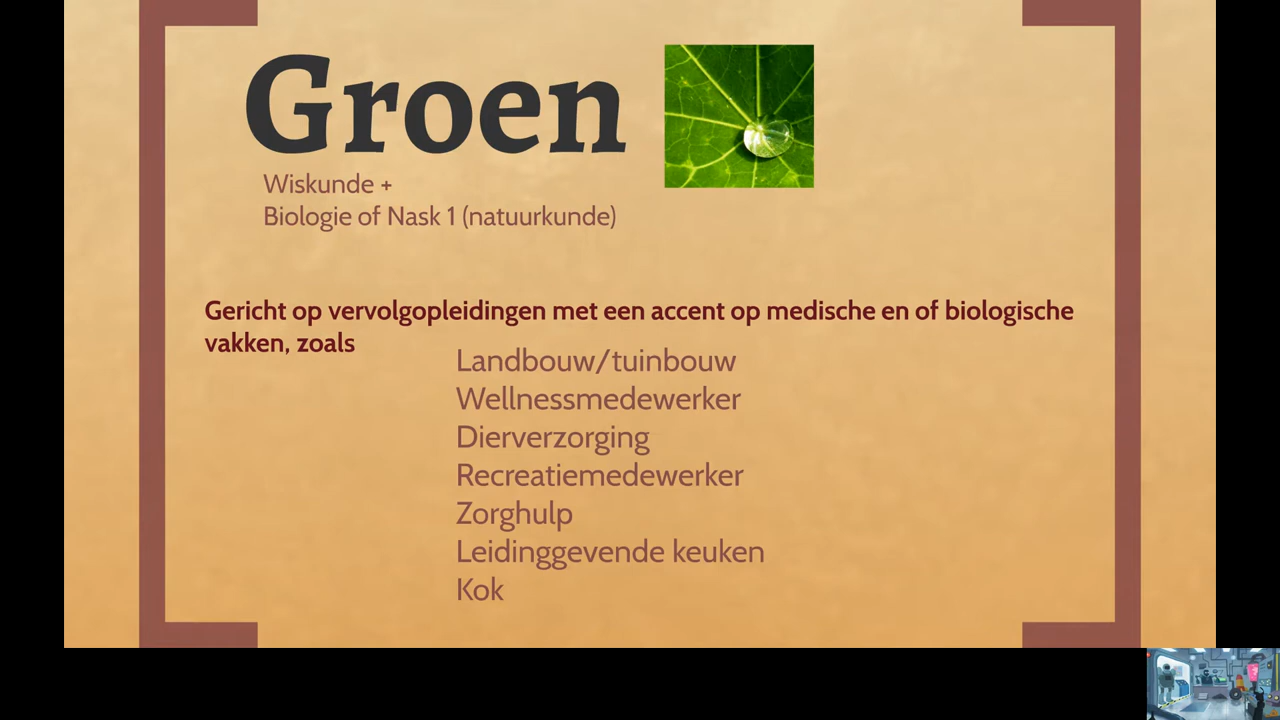 Groen
Wiskunde +
Biologie of Nask 1 (natuurkunde)
Gericht op vervolgopleidingen met een accent op medische en of biologische
vakken, zoals
Landbouw/tuinbouw
Wellnessmedewerker
Dierverzorging
Recreatiemedewerker
Zorghulp
Leidinggevende keuken
Kok